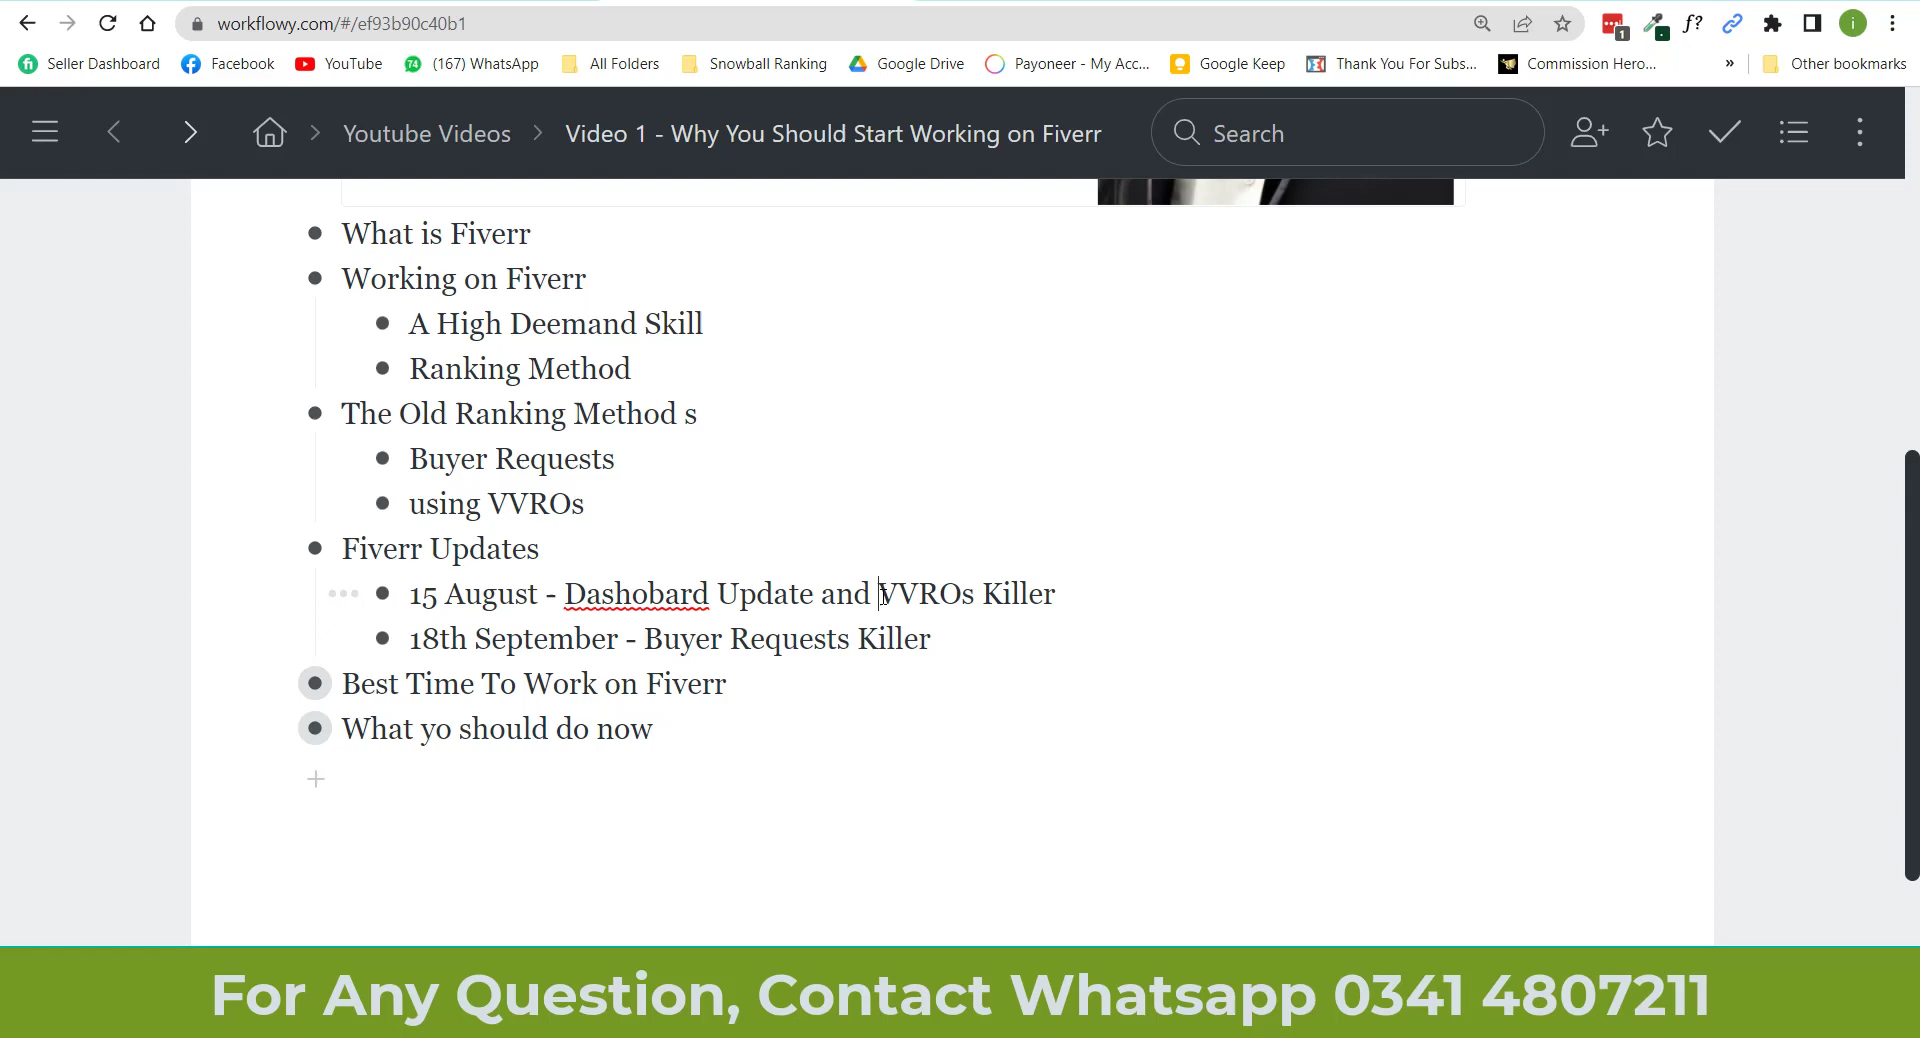 workflowy.com/#/ef93b90c40b1
1
f?
i
Seller Dashboard
Facebook
YouTube
74
(167) WhatsApp
All Folders
Snowball Ranking
Google Drive
Payoneer - My Acc...
Google Keep
Thank You For Subs...
Commission Hero...
»
Other bookmarks
Youtube Videos
Video 1 - Why You Should Start Working on Fiverr
Search
What is Fiverr
Working on Fiverr
A High Deemand Skill
Ranking Method
The Old Ranking Method s
Buyer Requests
using VVROs
Fiverr Updates
15 August - Dashobard Update and VVROs Killer
18th September - Buyer Requests Killer
Best Time To Work on Fiverr
What yo should do now
For Any Question, Contact Whatsapp 0341 4807211